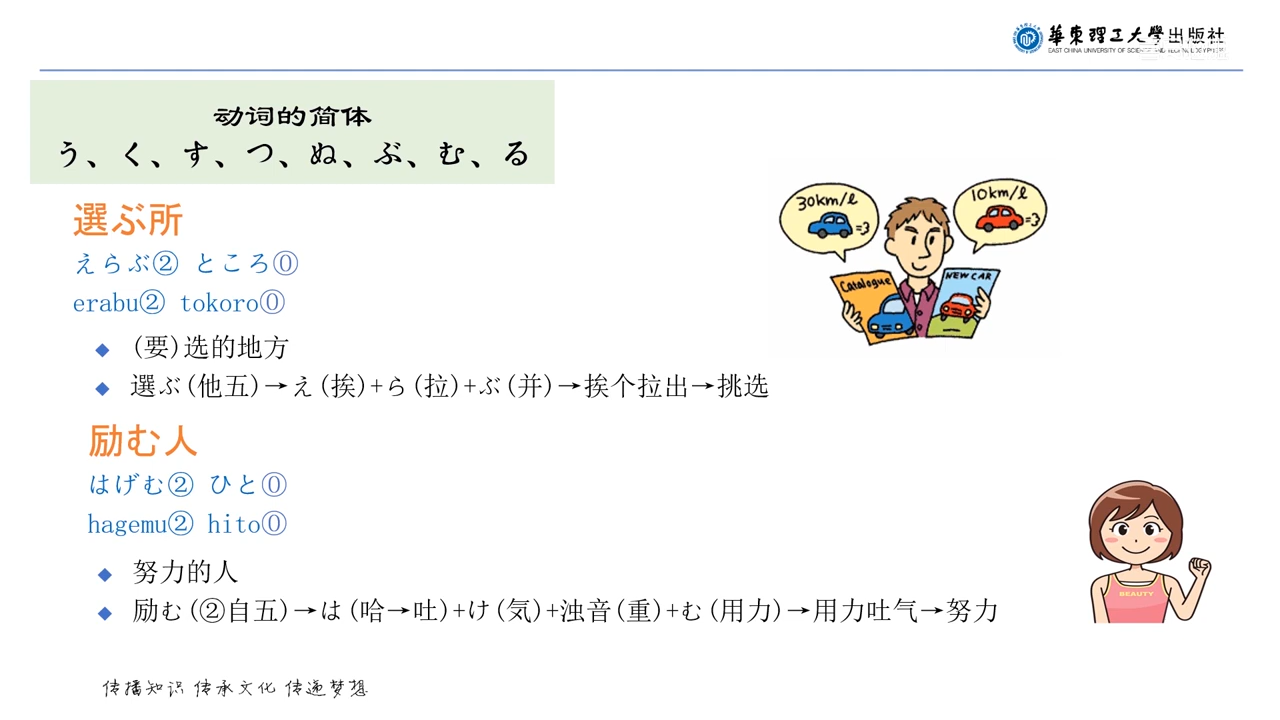 華東理工大學出版社
动词的简体
う、く、す、つ、ぬ、ぶ、む、る
選ぶ所
えらぶ② ところ⓪
erabu② tokoro⓪
(要)选的地方
選ぶ(他五)→え(挨)+ら(拉)+ぶ(并)→挨个拉出→挑选
30km/ℓ
10km/ℓ
Catalogue
NEW CAR
励む人
はげむ② ひと⓪
hagemu② hito⓪
努力的人
励む(②自五)→は(哈→吐)+け(気)+浊音(重)+む(用力)→用力吐气→努力
BEAUTY
传播知识 传承文化 传递梦想